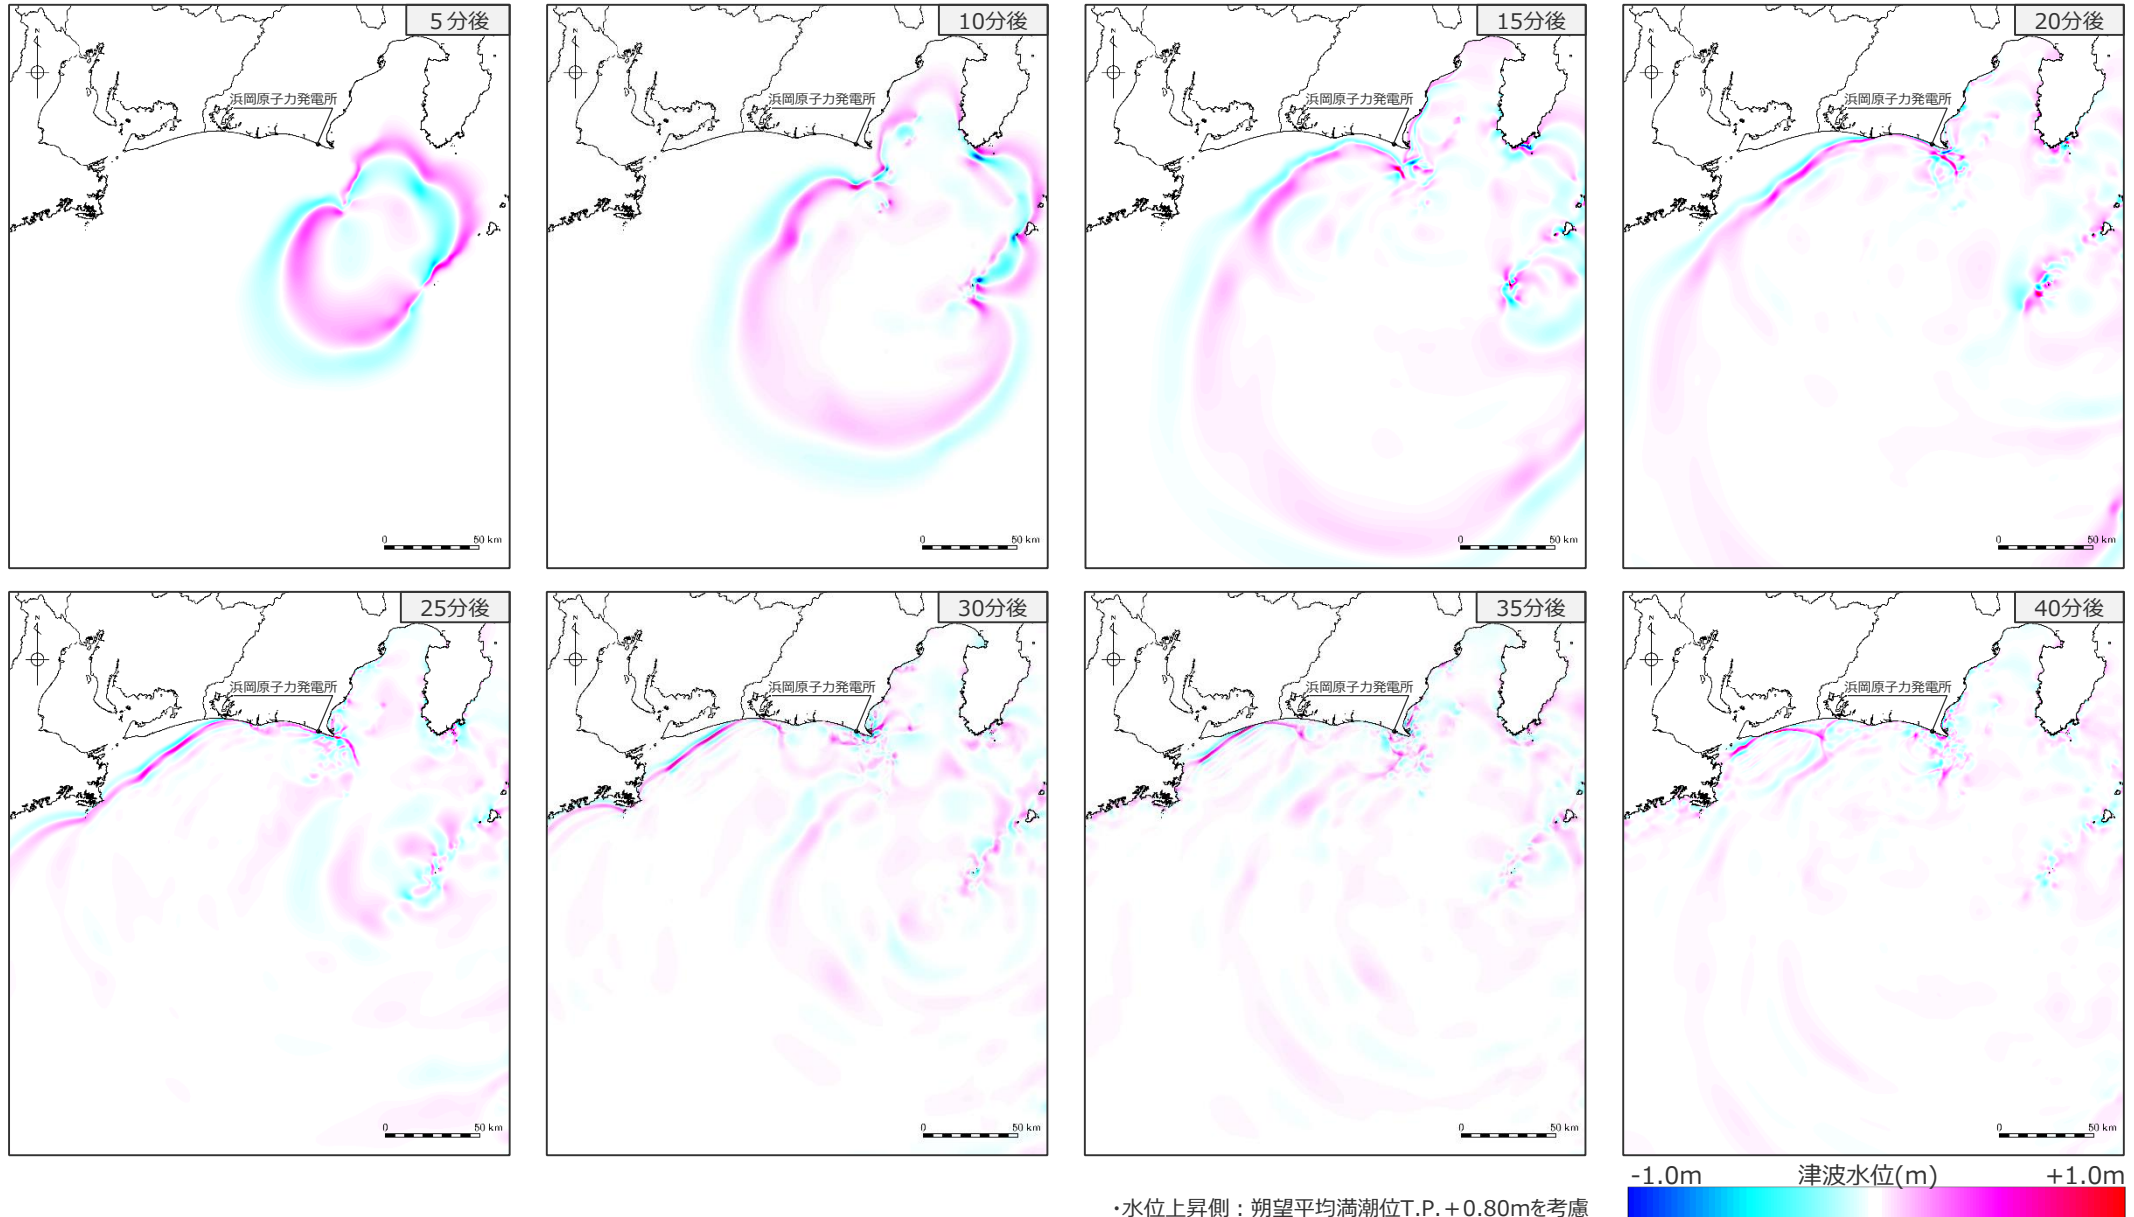 5分後
10分後
15分後
20分後
N
N
N
N
浜岡原子力発電所
浜岡原子力発電所
浜岡原子力発電所
浜岡原子力発電所
0 50 km
0 50 km
0 50 km
0 50 km
25分後
30分後
35分後
40分後
N
N
N
N
浜岡原子力発電所
浜岡原子力発電所
浜岡原子力発電所
浜岡原子力発電所
0 50 km
0 50 km
0 50 km
0 50 km
-1.0m 津波水位(m) +1.0m
・水位上昇側：朔望平均満潮位T.P.＋0.80mを考慮